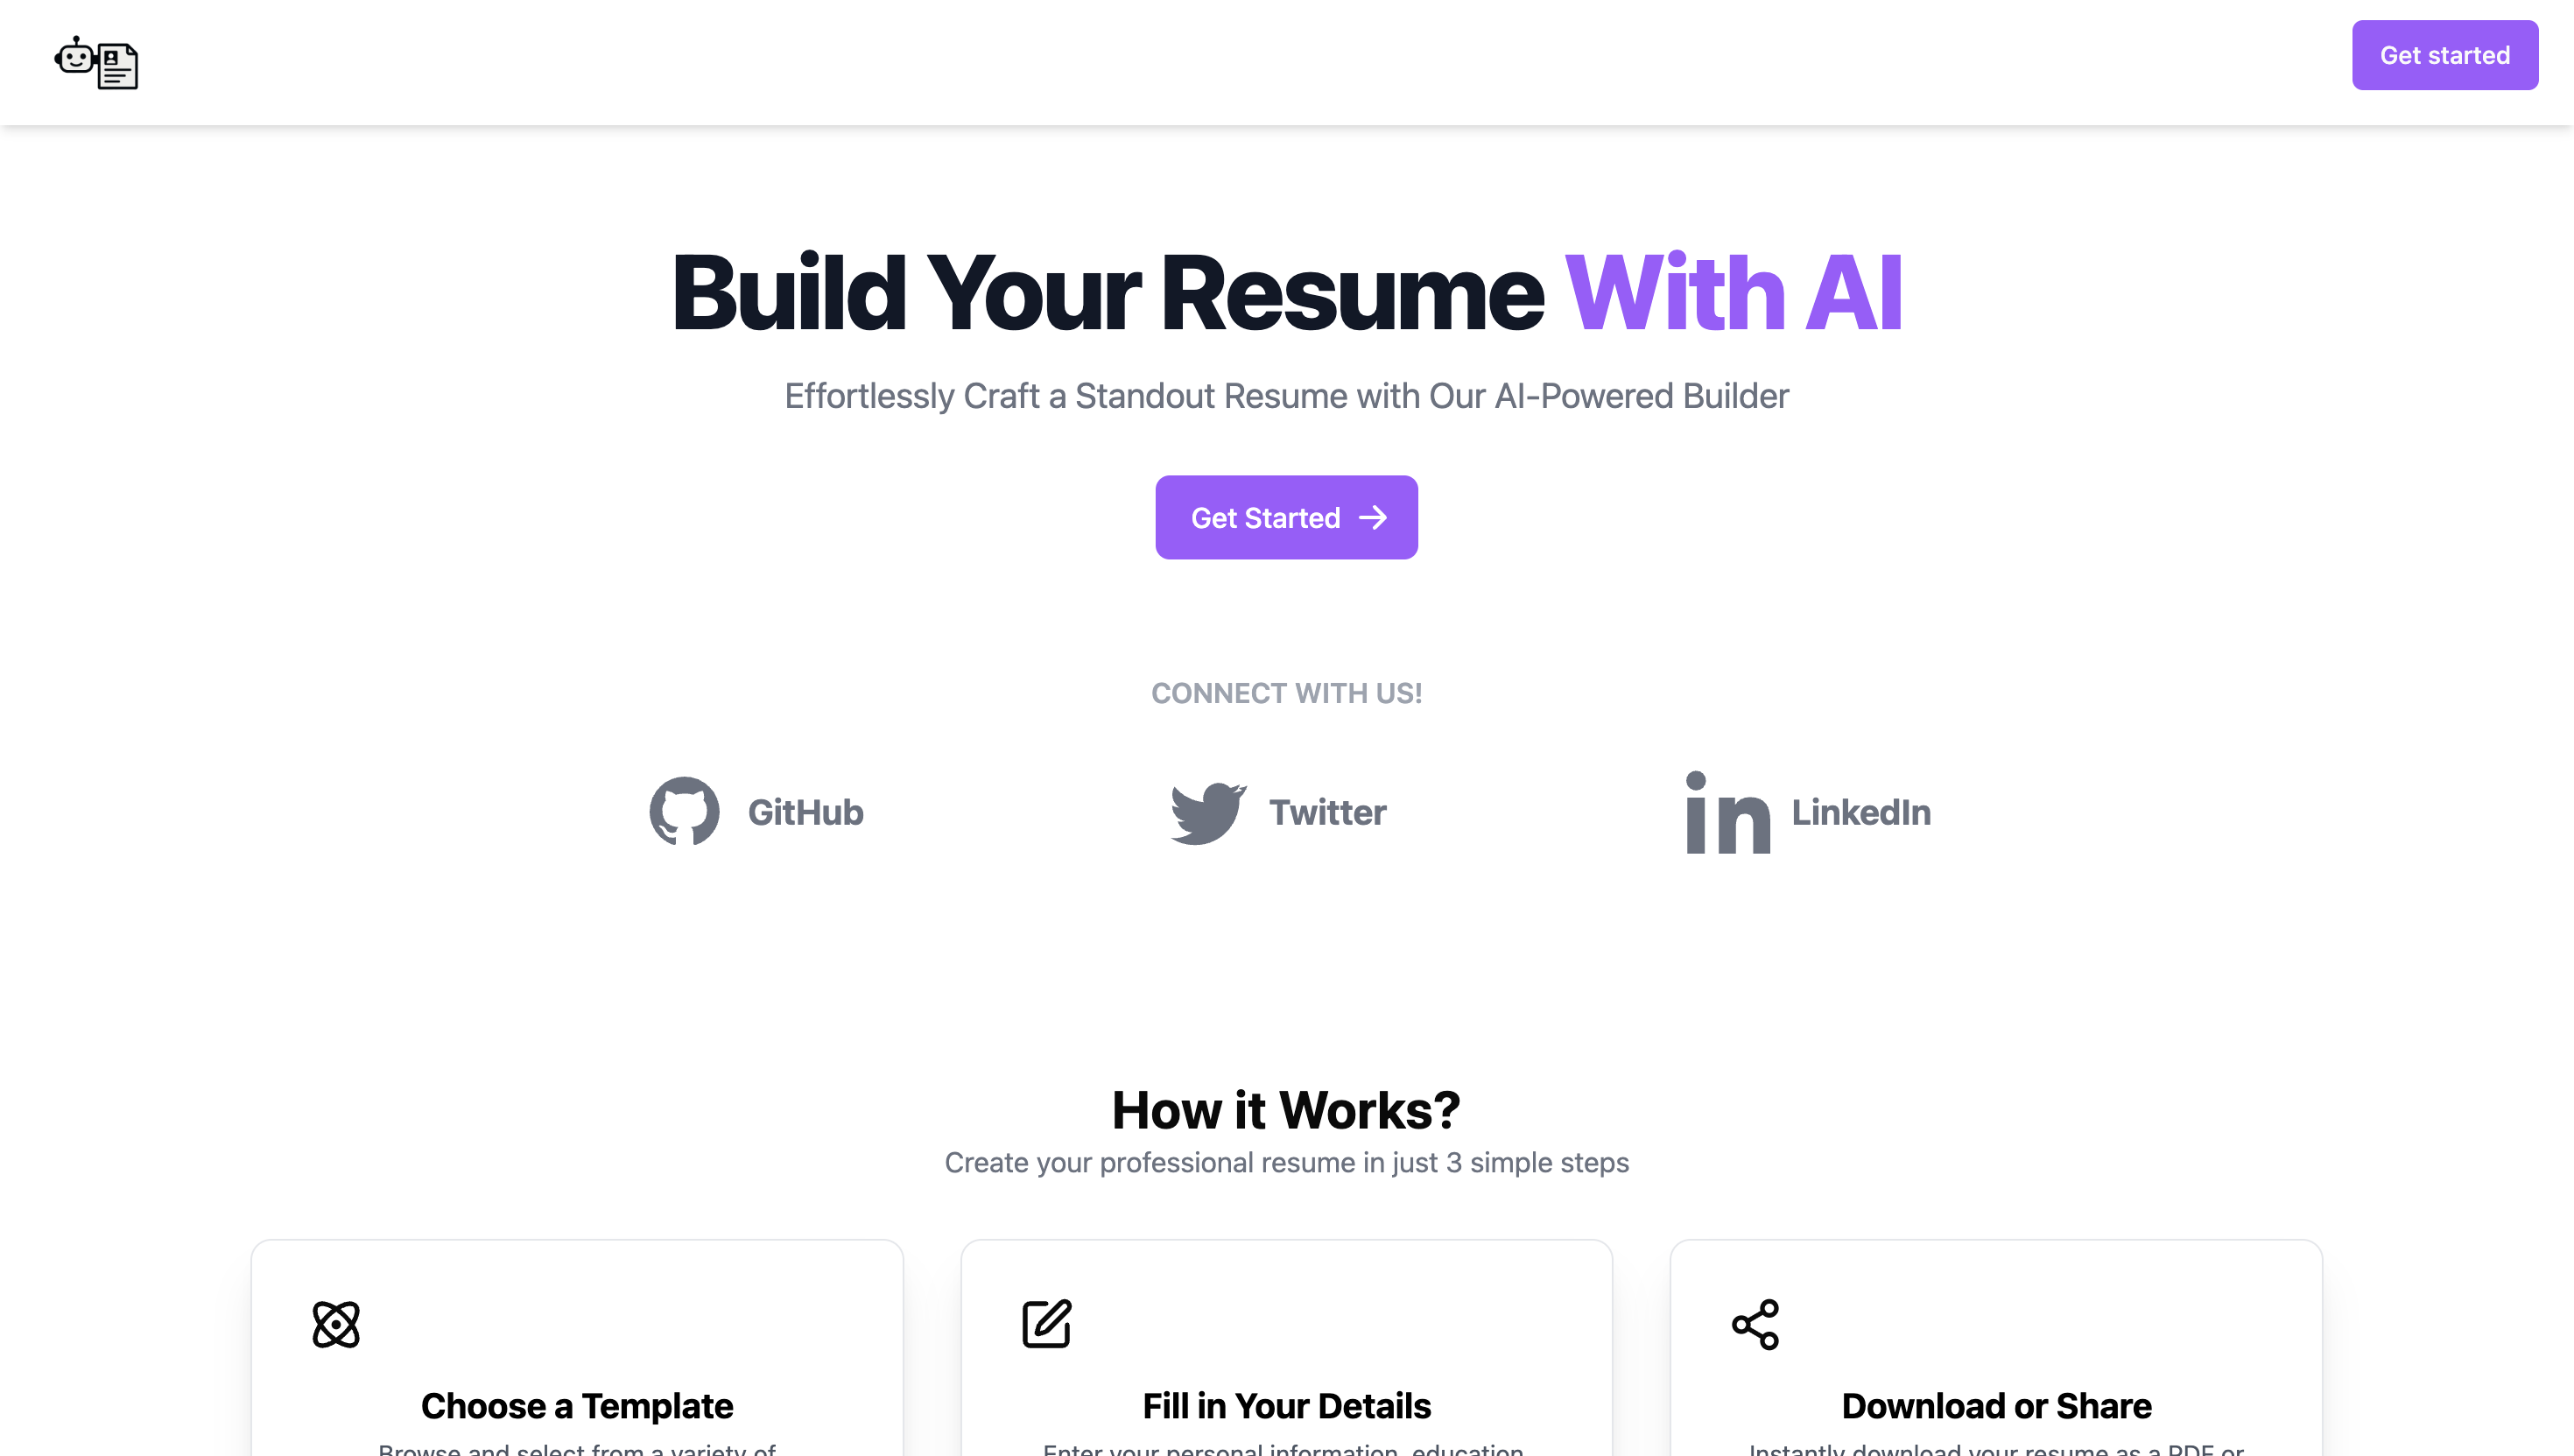 Get started
Build Your Resume With AI
Effortlessly Craft a Standout Resume with Our AI-Powered Builder
Get Started
CONNECT WITH US!
GitHub
Twitter
LinkedIn
How it Works?
Create your professional resume in just 3 simple steps
Choose a Template
Fill in Your Details
Download or Share
Browse and select from a variety of
Enter your personal information, education,
Instantly download your resume as a PDF or